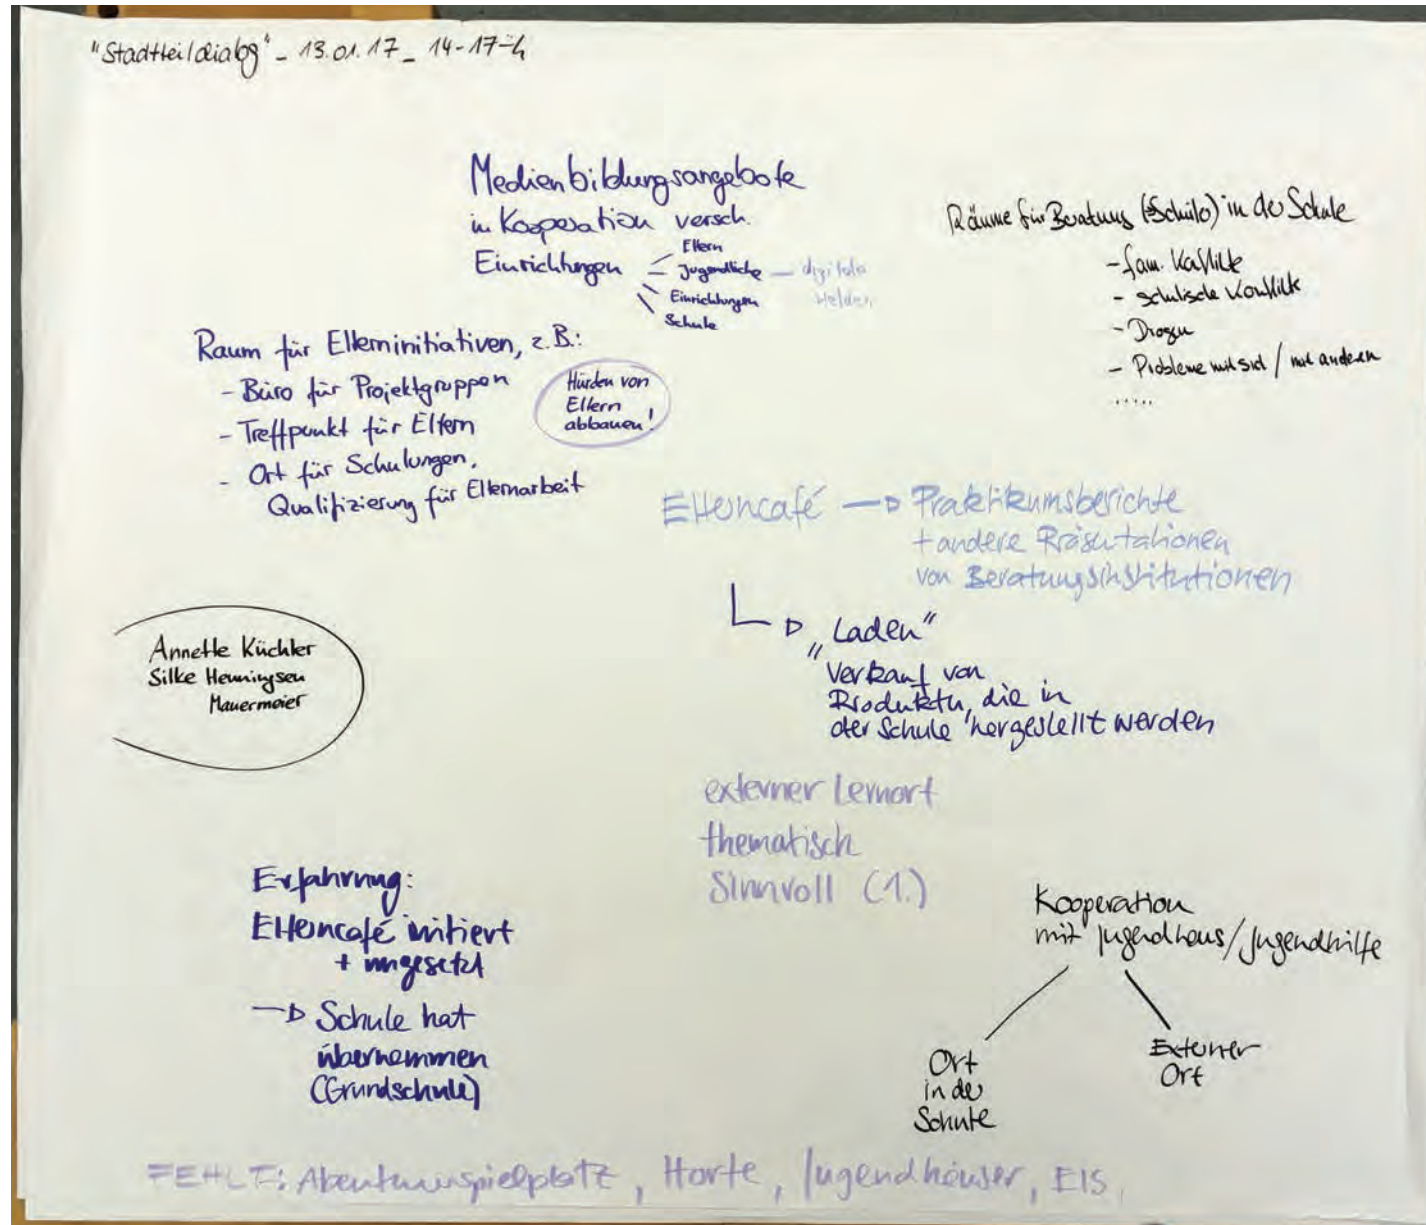 "Stadtteildialog" - 13.01.17 - 14-17 h
Medienbildungsangebote
in Kooperation versch.
Einrichtungen
Eltern
Jugendliche — digitale
Helden
Einrichtungen
Schule
Räume für Beratung (Schule) in der Schule
- fam. Konflikte
- schulische Konflikte
- Drogen
- Probleme mit sich / mit anderen
.....
Raum für Elterninitiativen, z.B.:
- Büro für Projektgruppen
- Treffpunkt für Eltern
- Ort für Schulungen,
Qualifizierung für Elternarbeit
Hürden von
Eltern
abbauen!
Elterncafé → Praktikumsberichte
+ andere Präsentationen
von Beratungsinstitutionen
→ „Laden"
Verkauf von
Produkten, die in
der Schule hergestellt werden
Annette Küchler
Silke Henningsen
Mauermeier
externer Lernort
thematisch
Sinnvoll (1.)
Erfahrung:
Elterncafé initiert
+ umgesetzt
→ Schule hat
übernommen
(Grundschule)
Kooperation
mit Jugendhaus/Jugendhilfe
Ort
in der
Schule
Externer
Ort
FEHLT: Abenteuerspielplatz, Horte, Jugendhäuser, EIS,